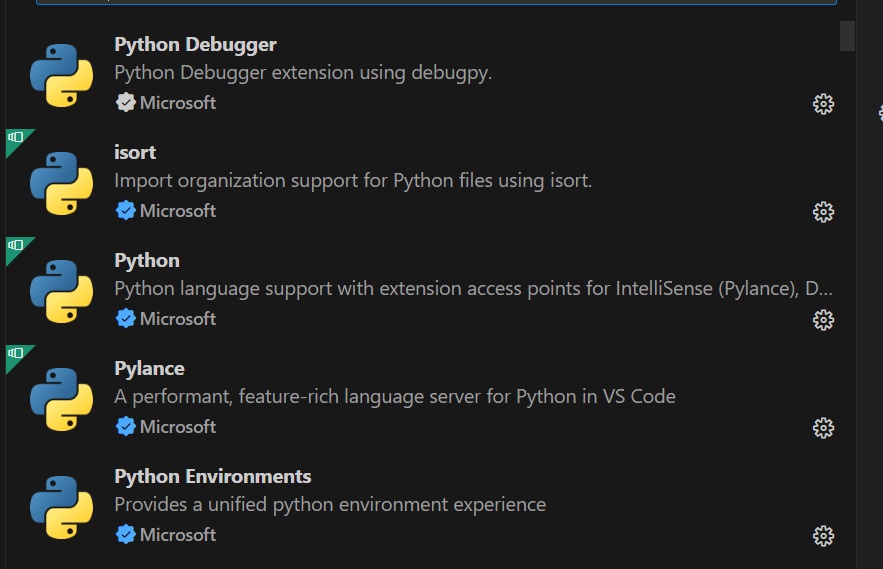 Python Debugger
Python Debugger extension using debugpy.
Microsoft
isort
Import organization support for Python files using isort.
Microsoft
Python
Python language support with extension access points for IntelliSense (Pylance), D...
Microsoft
Pylance
A performant, feature-rich language server for Python in VS Code
Microsoft
Python Environments
Provides a unified python environment experience
Microsoft